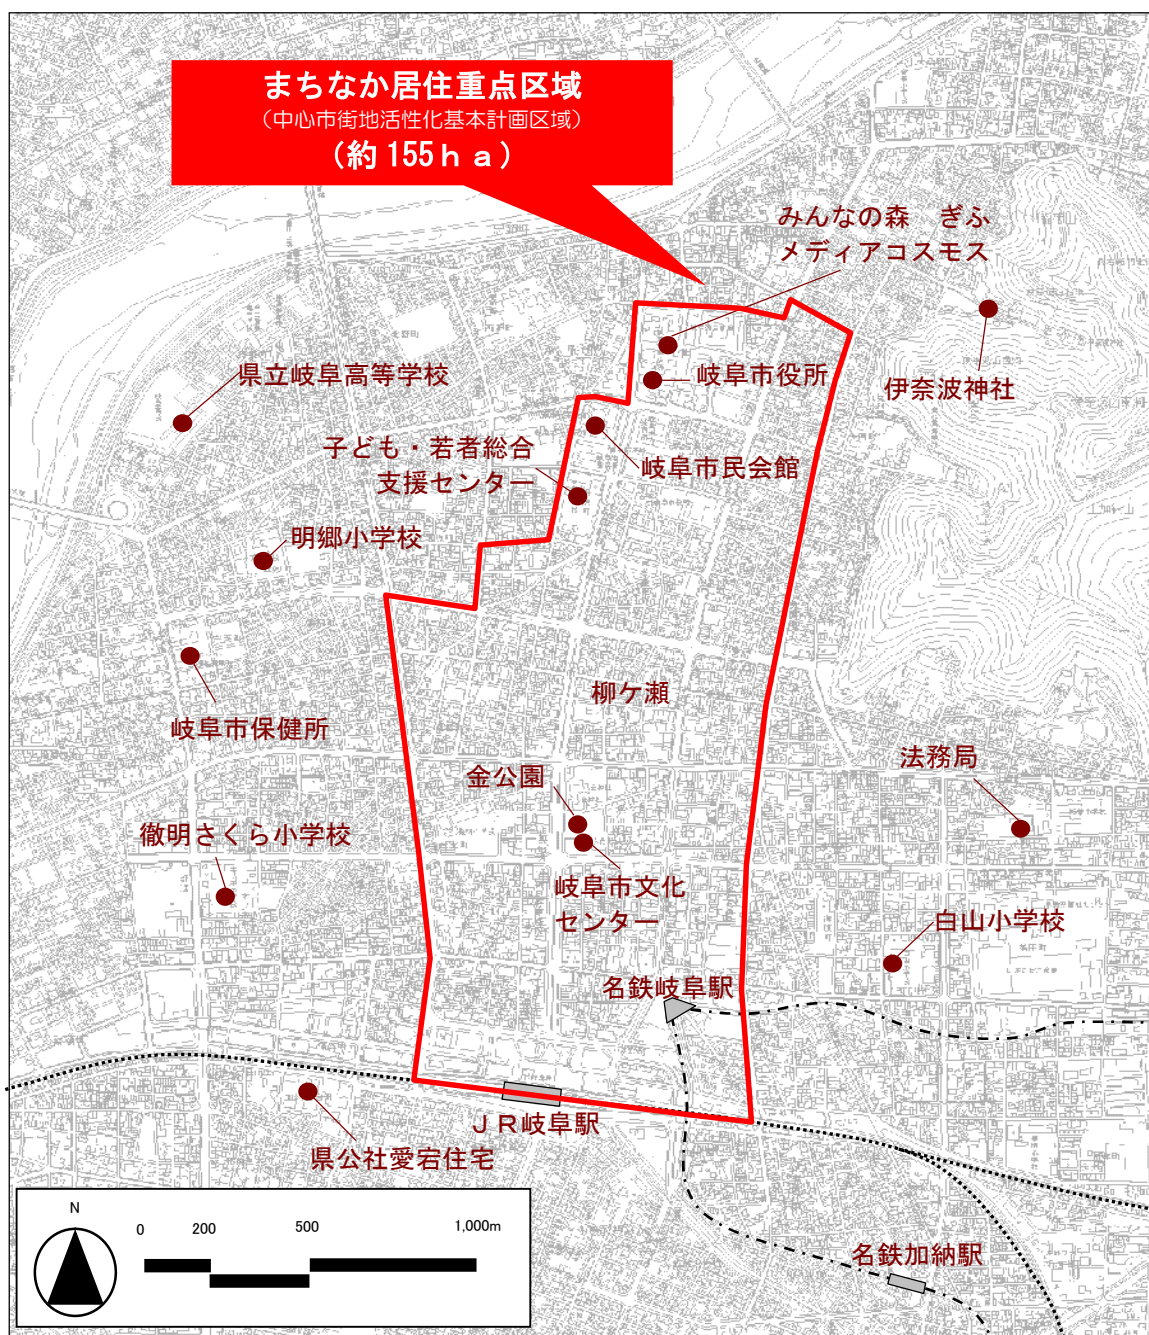 まちなか居住重点区域
(中心市街地活性化基本計画区域)
(約155ha)
みんなの森　ぎふ
メディアコスモス
県立岐阜高等学校
岐阜市役所
伊奈波神社
子ども・若者総合
支援センター
岐阜市民会館
明郷小学校
柳ケ瀬
岐阜市保健所
法務局
金公園
徹明さくら小学校
岐阜市文化
センター
白山小学校
名鉄岐阜駅
JR岐阜駅
県公社愛宕住宅
N
0 200 500 1,000m
名鉄加納駅